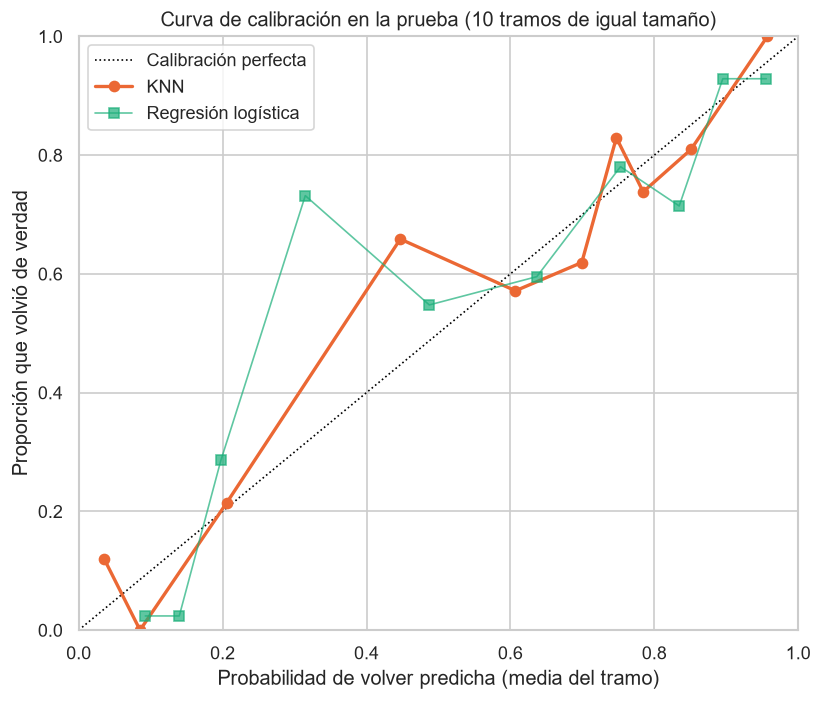 Curva de calibración en la prueba (10 tramos de igual tamaño)
Calibración perfecta
KNN
Regresión logística
Proporción que volvió de verdad
1.0
0.8
0.6
0.4
0.2
0.0
0.0 0.2 0.4 0.6 0.8 1.0
Probabilidad de volver predicha (media del tramo)